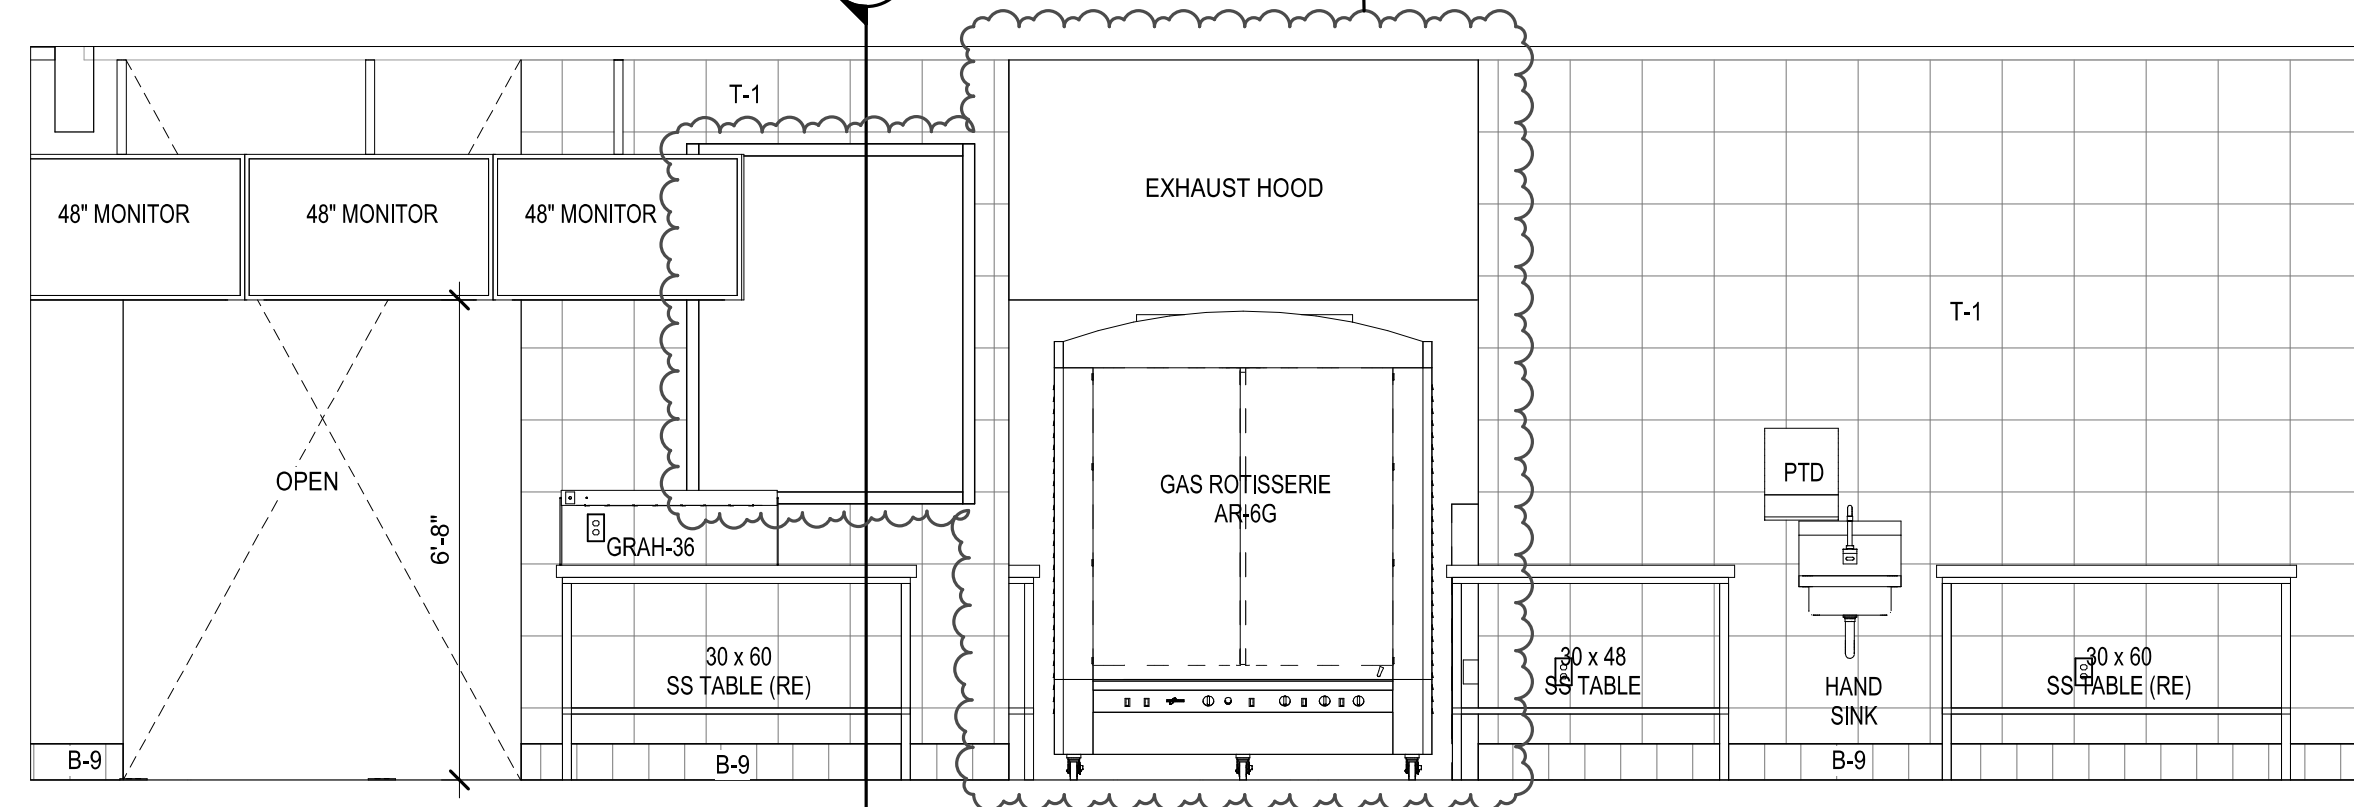 T-1
48" MONITOR
48" MONITOR
48" MONITOR
EXHAUST HOOD
T-1
OPEN
6'-8"
GRAH-36
GAS ROTISSERIE
AR-6G
PTD
30 x 60
SS TABLE (RE)
30 x 48
SS TABLE
HAND
SINK
30 x 60
SS TABLE (RE)
B-9
B-9
B-9